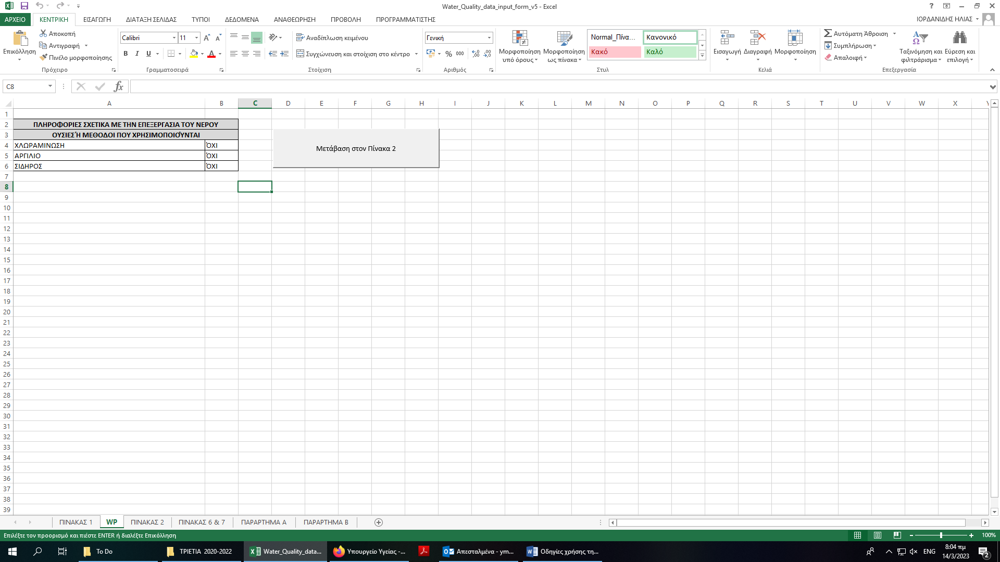 Water_Quality_data_input_form_v5 - Excel
ΑΡΧΕΙΟ ΚΕΝΤΡΙΚΗ ΕΙΣΑΓΩΓΗ ΔΙΑΤΑΞΗ ΣΕΛΙΔΑΣ ΤΥΠΟΙ ΔΕΔΟΜΕΝΑ ΑΝΑΘΕΩΡΗΣΗ ΠΡΟΒΟΛΗ ΠΡΟΓΡΑΜΜΑΤΙΣΤΗΣ ΙΟΡΔΑΝΙΔΗΣ ΗΛΙΑΣ
Επικόλληση
Αποκοπή
Αντιγραφή
Πινέλο μορφοποίησης
Πρόχειρο
Calibri 11
B I U
Γραμματοσειρά
Αναδίπλωση κειμένου
Συγχώνευση και στοίχιση στο κέντρο
Στοίχιση
Γενική
% 000
Αριθμός
Μορφοποίηση υπό όρους
Μορφοποίηση ως πίνακα
Normal_Πίνα... Κανονικό
Κακό Καλό
Στυλ
Εισαγωγή Διαγραφή Μορφοποίηση
Κελιά
Αυτόματη Άθροιση
Συμπλήρωση
Απαλοιφή
Ταξινόμηση και φιλτράρισμα
Εύρεση και επιλογή
Επεξεργασία
C8 fx
A B C D E F G H I J K L M N O P Q R S T U V W X Y
1
2 ΠΛΗΡΟΦΟΡΙΕΣ ΣΧΕΤΙΚΑ ΜΕ ΤΗΝ ΕΠΕΞΕΡΓΑΣΙΑ ΤΟΥ ΝΕΡΟΥ
3 ΟΥΣΙΕΣ Ή ΜΕΘΟΔΟΙ ΠΟΥ ΧΡΗΣΙΜΟΠΟΙΟΎΝΤΑΙ
4 ΧΛΩΡΑΜΙΝΩΣΗ ΌΧΙ
5 ΑΡΓΙΛΙΟ ΌΧΙ
6 ΣΙΔΗΡΟΣ ΌΧΙ
Μετάβαση στον Πίνακα 2
7
8
9
10
11
12
13
14
15
16
17
18
19
20
21
22
23
24
25
26
27
28
29
30
31
32
33
34
35
36
37
38
39
ΠΙΝΑΚΑΣ 1 WP ΠΙΝΑΚΑΣ 2 ΠΙΝΑΚΑΣ 6 & 7 ΠΑΡΑΡΤΗΜΑ Α ΠΑΡΑΡΤΗΜΑ Β
Επιλέξτε τον προορισμό και πιέστε ENTER ή διαλέξτε Επικόλληση 100%
To Do ΤΡΙΕΤΙΑ 2020-2022 Water_Quality_data... Υπουργείο Υγείας -... Απεσταλμένα - ym... Οδηγίες χρήσης τη... ENG 8:04 πμ
14/3/2023 2